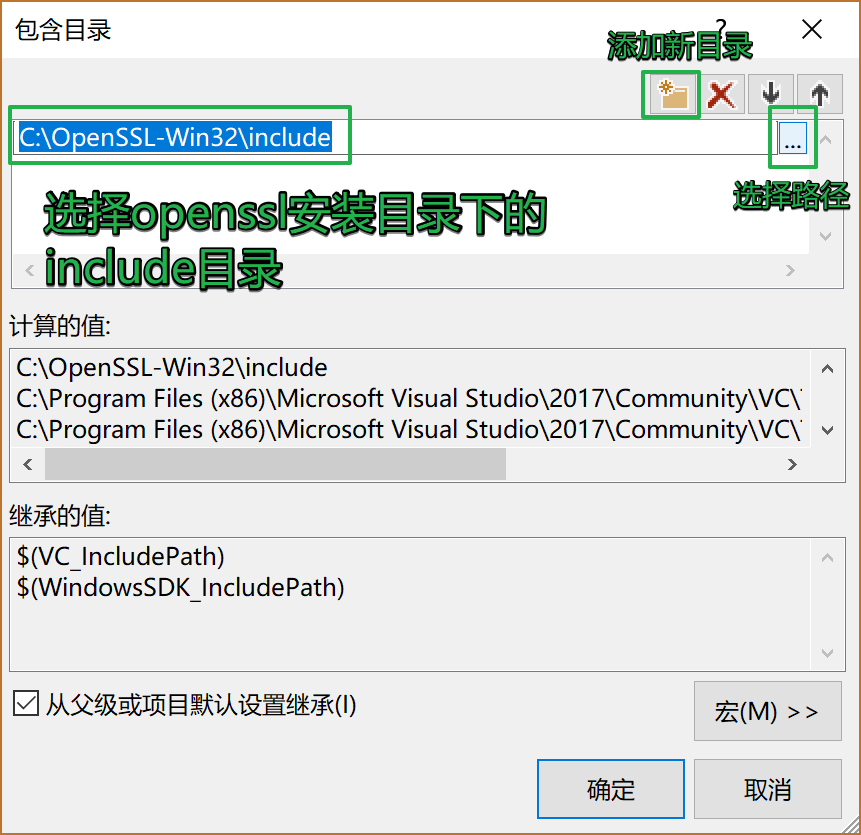 包含目录
?
添加新目录
C:\OpenSSL-Win32\include
...
选择路径
选择openssl安装目录下的
include目录
计算的值:
C:\OpenSSL-Win32\include
C:\Program Files (x86)\Microsoft Visual Studio\2017\Community\VC\
C:\Program Files (x86)\Microsoft Visual Studio\2017\Community\VC\
继承的值:
$(VC_IncludePath)
$(WindowsSDK_IncludePath)
从父级或项目默认设置继承(I)
宏(M) >>
确定
取消